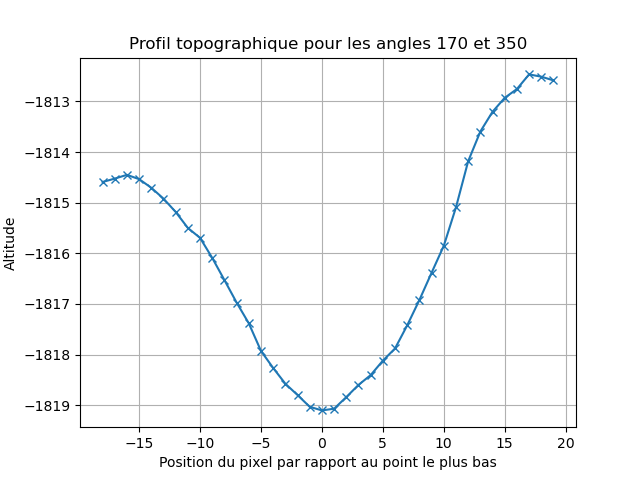 Profil topographique pour les angles 170 et 350
Altitude
−1813
−1814
−1815
−1816
−1817
−1818
−1819
−15 −10 −5 0 5 10 15 20
Position du pixel par rapport au point le plus bas